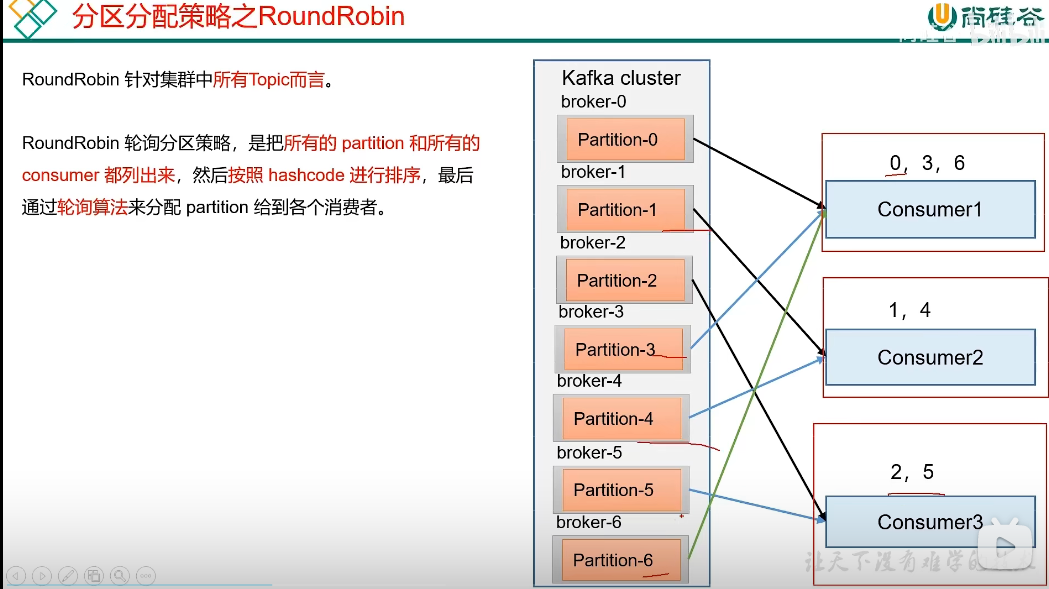 分区分配策略之RoundRobin
尚硅谷
RoundRobin 针对集群中所有Topic而言。
RoundRobin 轮询分区策略，是把所有的 partition 和所有的
consumer 都列出来，然后按照 hashcode 进行排序，最后
通过轮询算法来分配 partition 给到各个消费者。
Kafka cluster
broker-0
Partition-0
broker-1
Partition-1
broker-2
Partition-2
broker-3
Partition-3
broker-4
Partition-4
broker-5
Partition-5
broker-6
Partition-6
0，3，6
Consumer1
1，4
Consumer2
2，5
Consumer3
让天下没有难学的